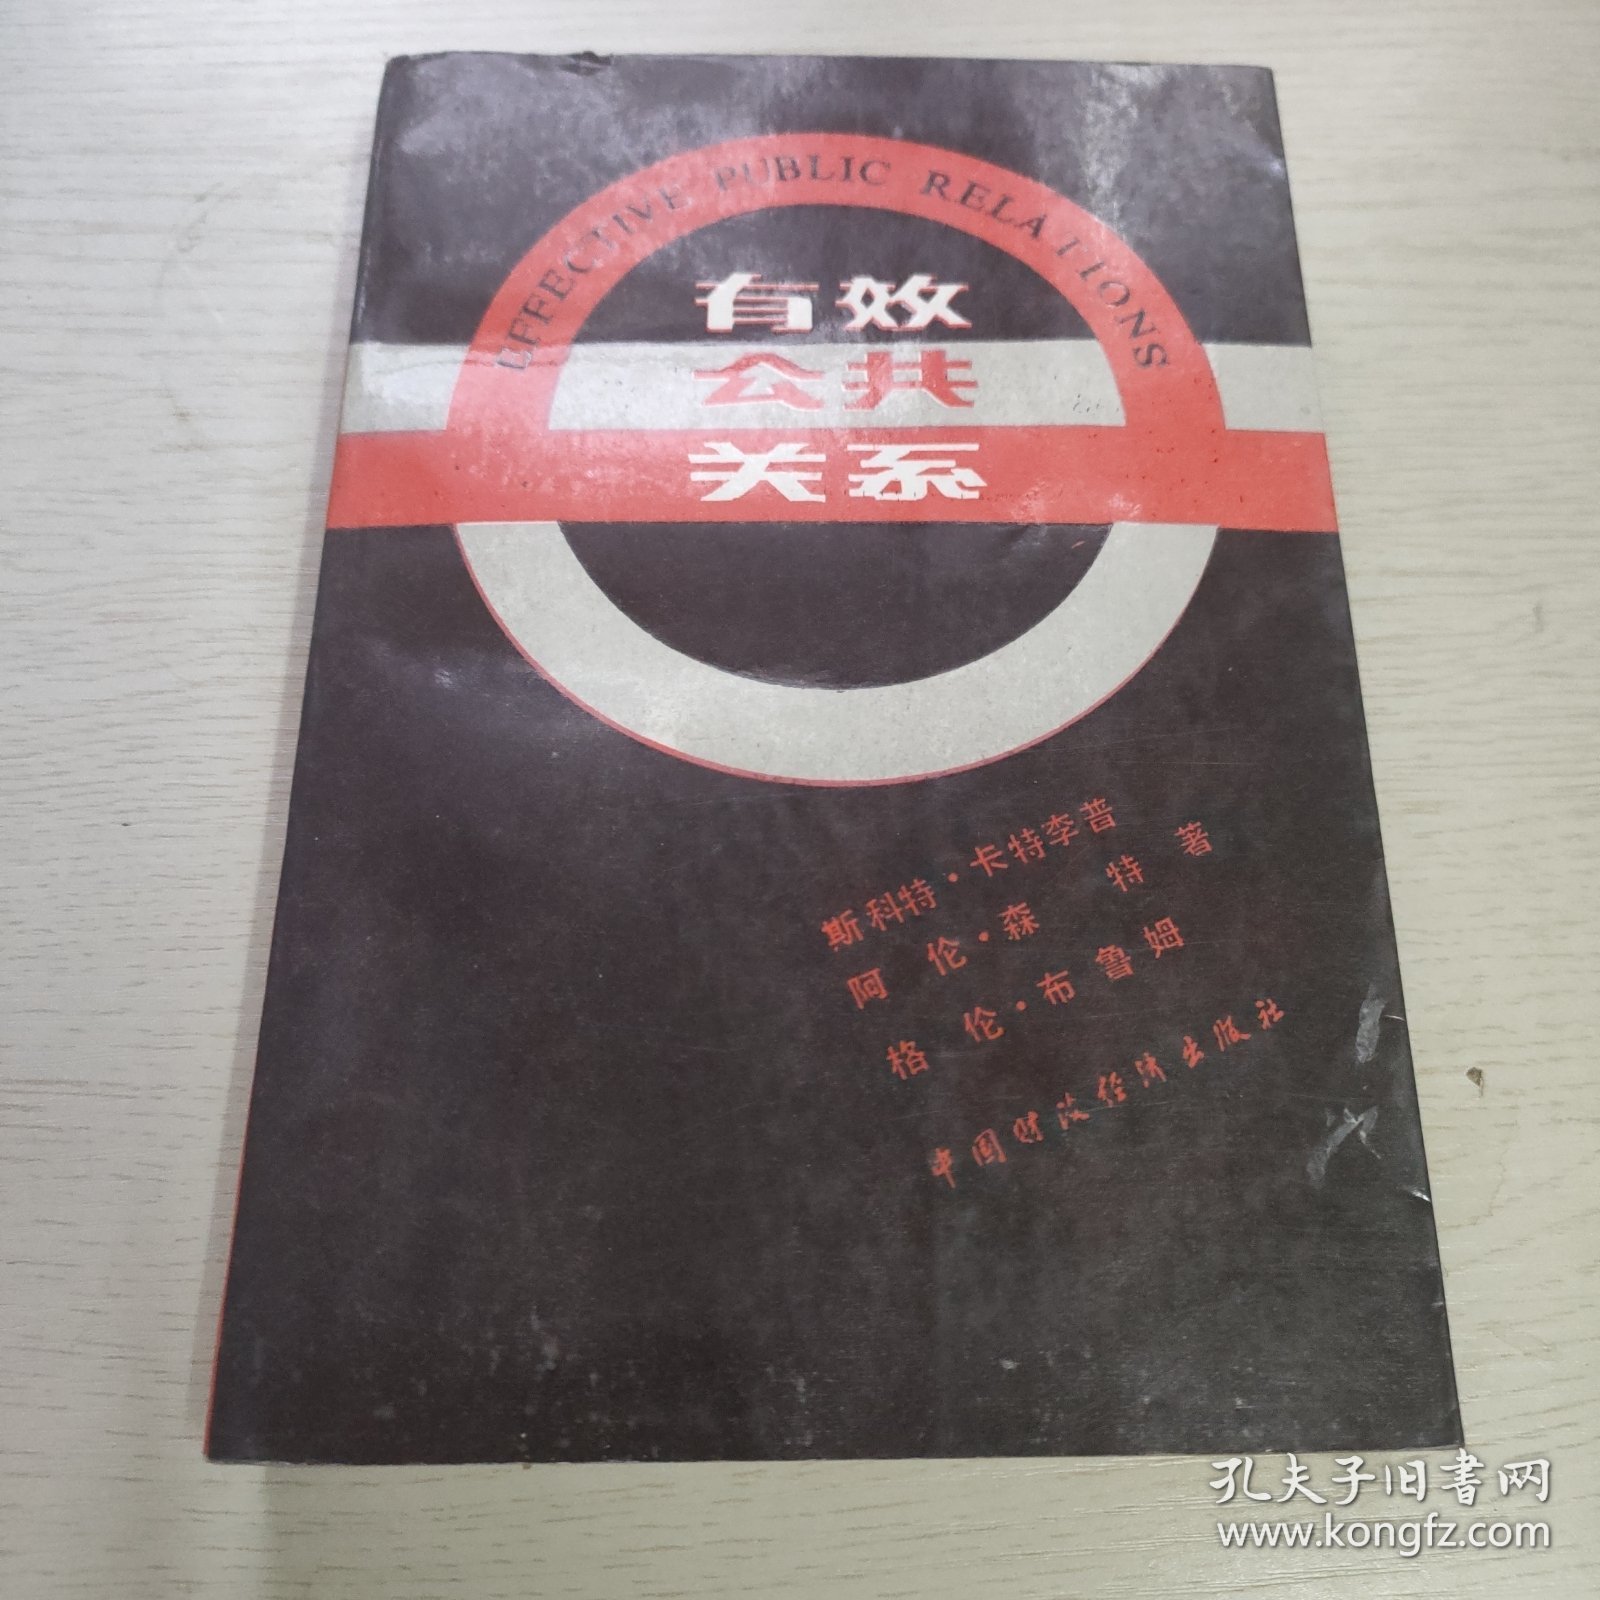 EFFECTIVE PUBLIC RELATIONS
有效
公共
关系
斯科特·卡特李普
阿伦·森特 著
格伦·布鲁姆
中国财政经济出版社
孔夫子旧书网
www.kongfz.com